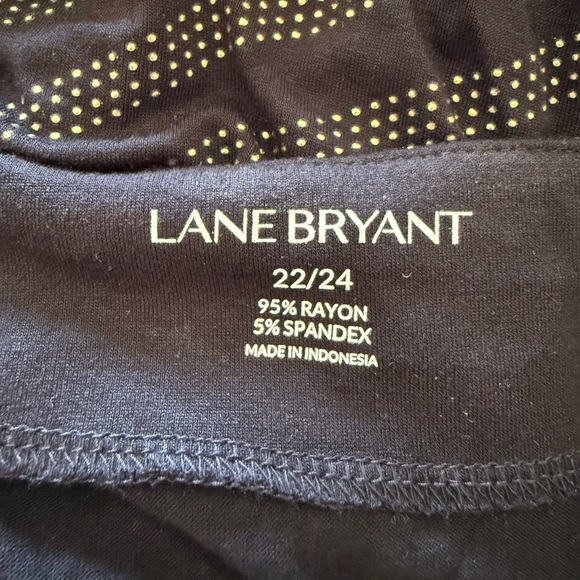 LANE BRYANT
22/24
95% RAYON
5% SPANDEX
MADE IN INDONESIA